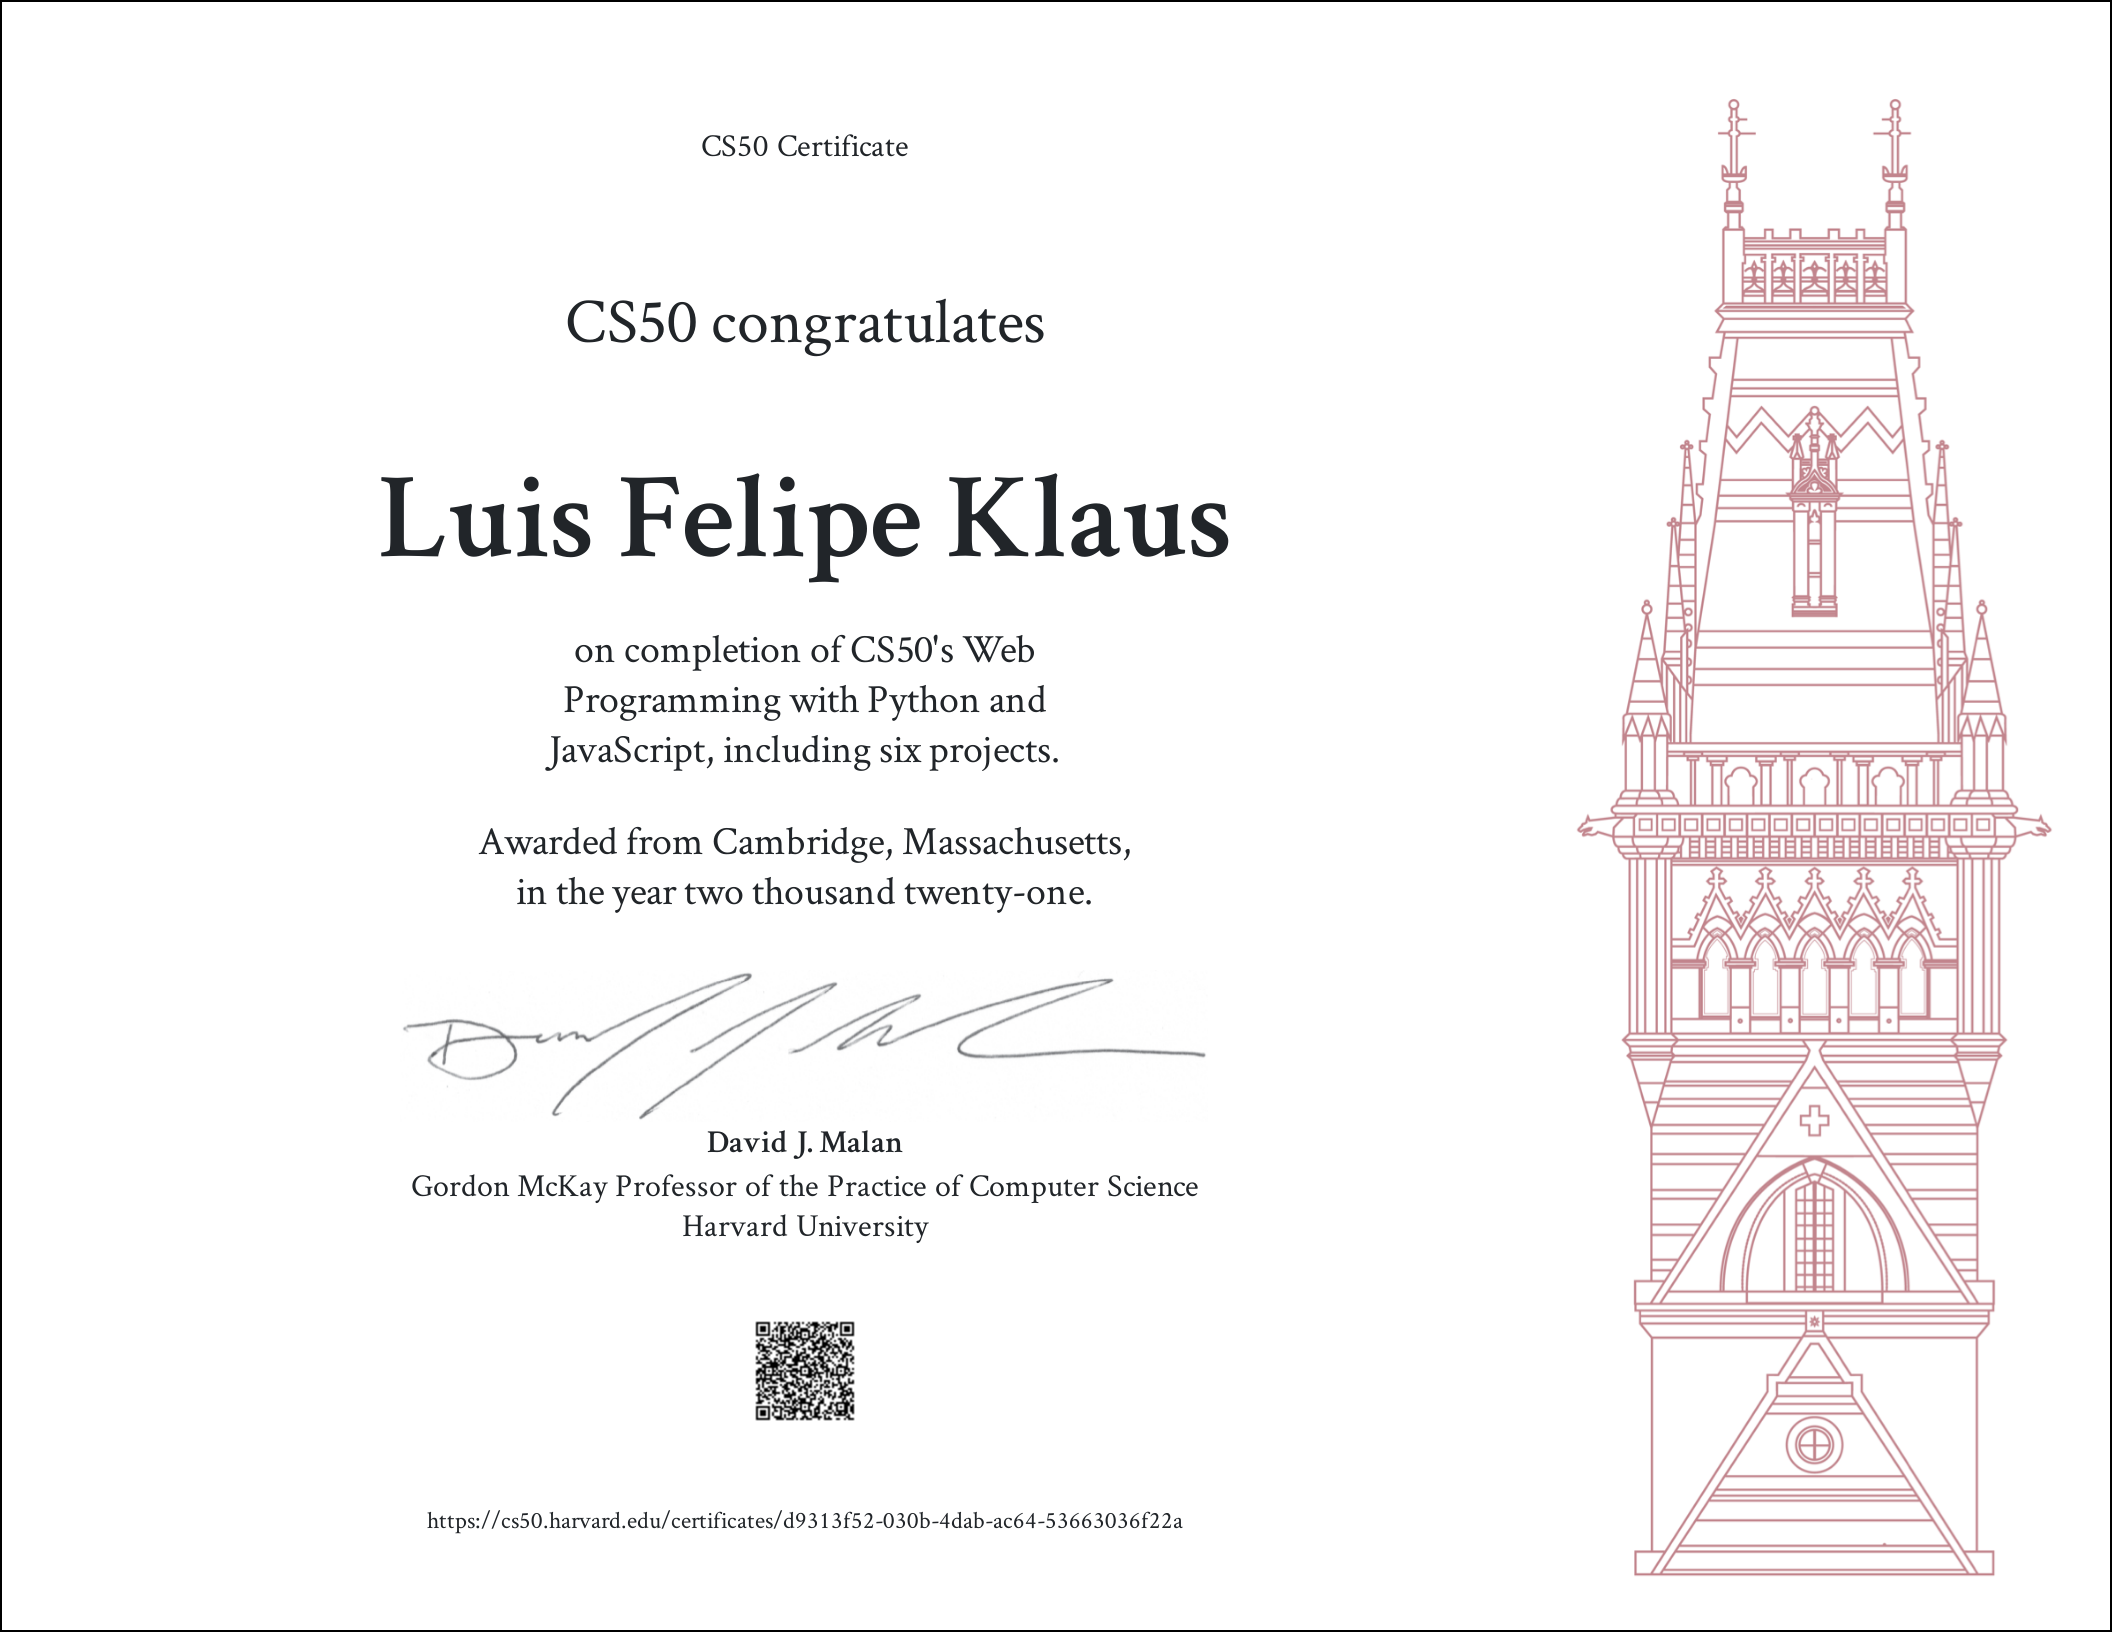 CS50 Certificate
CS50 congratulates
Luis Felipe Klaus
on completion of CS50's Web
Programming with Python and
JavaScript, including six projects.
Awarded from Cambridge, Massachusetts,
in the year two thousand twenty-one.
David J. Malan
Gordon McKay Professor of the Practice of Computer Science
Harvard University
https://cs50.harvard.edu/certificates/d9313f52-030b-4dab-ac64-53663036f22a